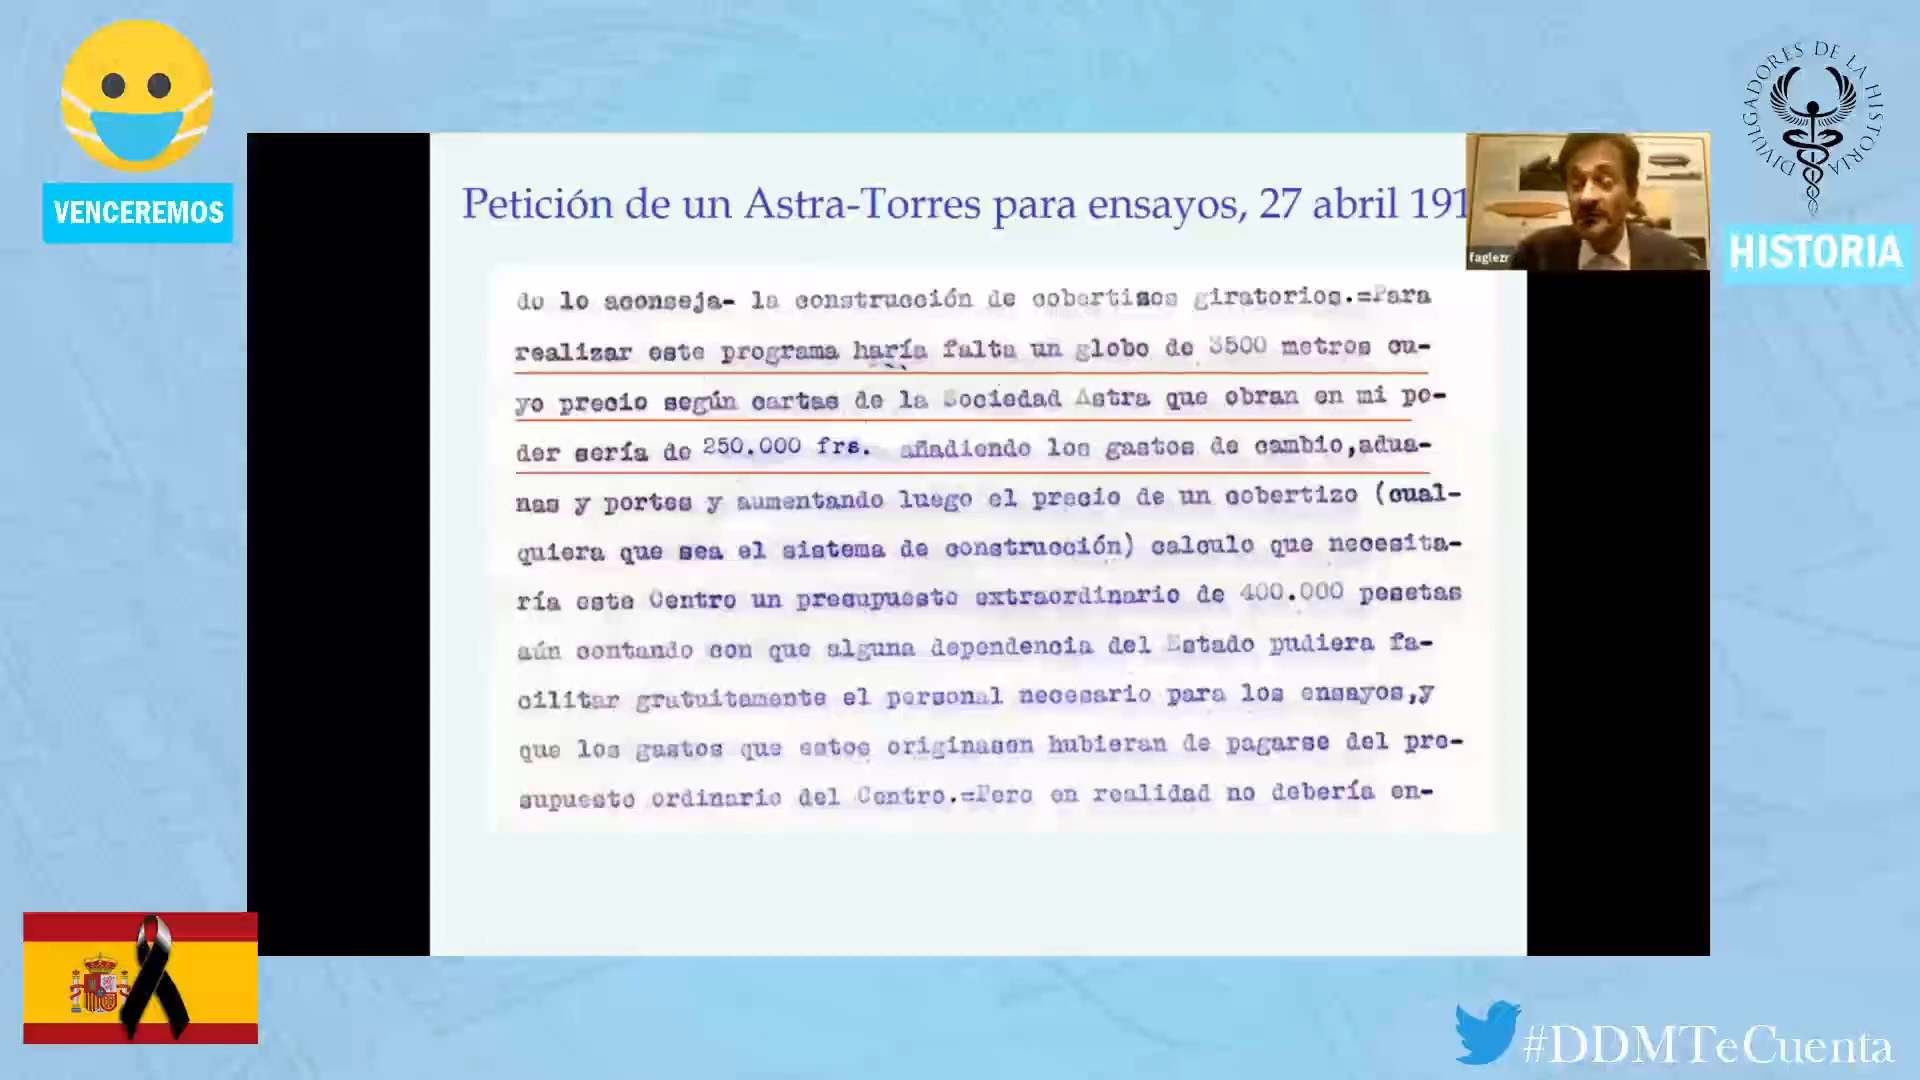 VENCEREMOS
DIVULGADORES DE LA HISTORIA
HISTORIA
faglezr
Petición de un Astra-Torres para ensayos, 27 abril 191
do lo aconseja- la construcción de cobertizos giratorios.=Para
realizar este programa haría falta un globo de 3500 metros cu-
yo precio según cartas de la Sociedad Astra que obran en mi po-
der sería de 250.000 frs. añadiendo los gastos de cambio,adua-
nas y portes y aumentando luego el precio de un cobertizo (cual-
quiera que sea el sistema de construcción) calculo que necesita-
ría este Centro un presupuesto extraordinario de 400.000 pesetas
aún contando con que alguna dependencia del Estado pudiera fa-
cilitar gratuitamente el personal necesario para los ensayos,y
que los gastos que estos originasen hubieran de pagarse del pre-
supuesto ordinario del Centro.=Pero en realidad no debería en-
#DDMTeCuenta